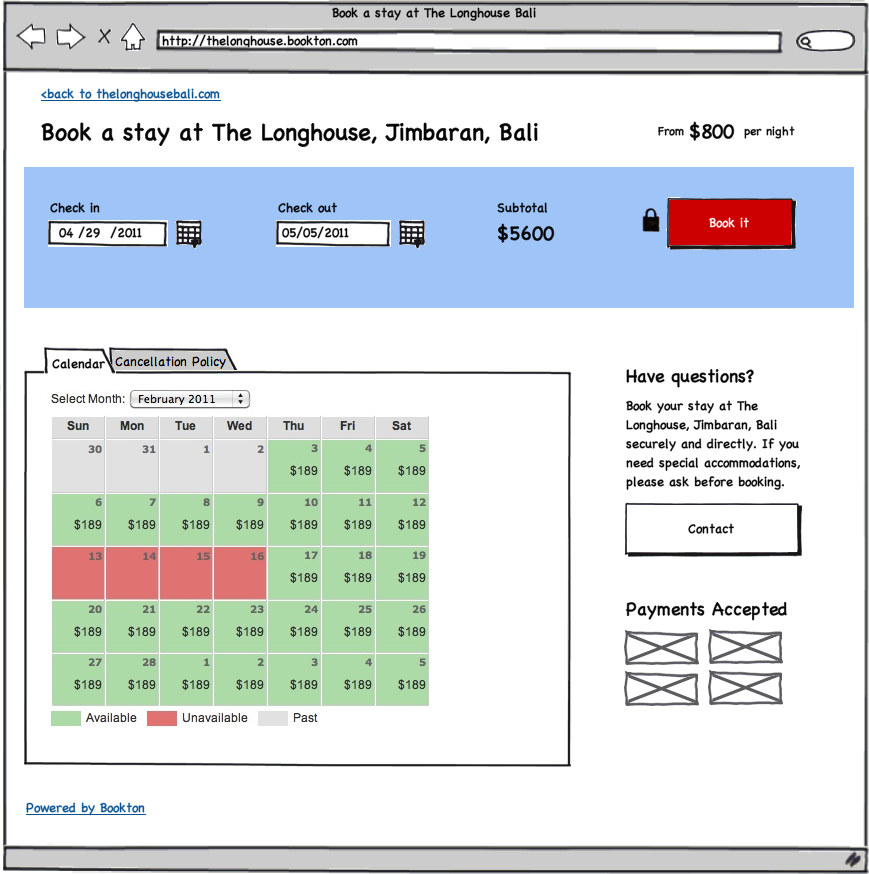 Book a stay at The Longhouse Bali
http://thelonghouse.bookton.com
<back to thelonghousebali.com
Book a stay at The Longhouse, Jimbaran, Bali
From $800 per night
Check in
Check out
Subtotal
04 /29 /2011
05/05/2011
$5600
Book it
Calendar
Cancellation Policy
Select Month: February 2011
Sun Mon Tue Wed Thu Fri Sat
30 31 1 2 3 4 5
$189 $189 $189
6 7 8 9 10 11 12
$189 $189 $189 $189 $189 $189 $189
13 14 15 16 17 18 19
$189 $189 $189
20 21 22 23 24 25 26
$189 $189 $189 $189 $189 $189 $189
27 28 1 2 3 4 5
$189 $189 $189 $189 $189 $189 $189
Available Unavailable Past
Have questions?
Book your stay at The
Longhouse, Jimbaran, Bali
securely and directly. If you
need special accommodations,
please ask before booking.
Contact
Payments Accepted
Powered by Bookton